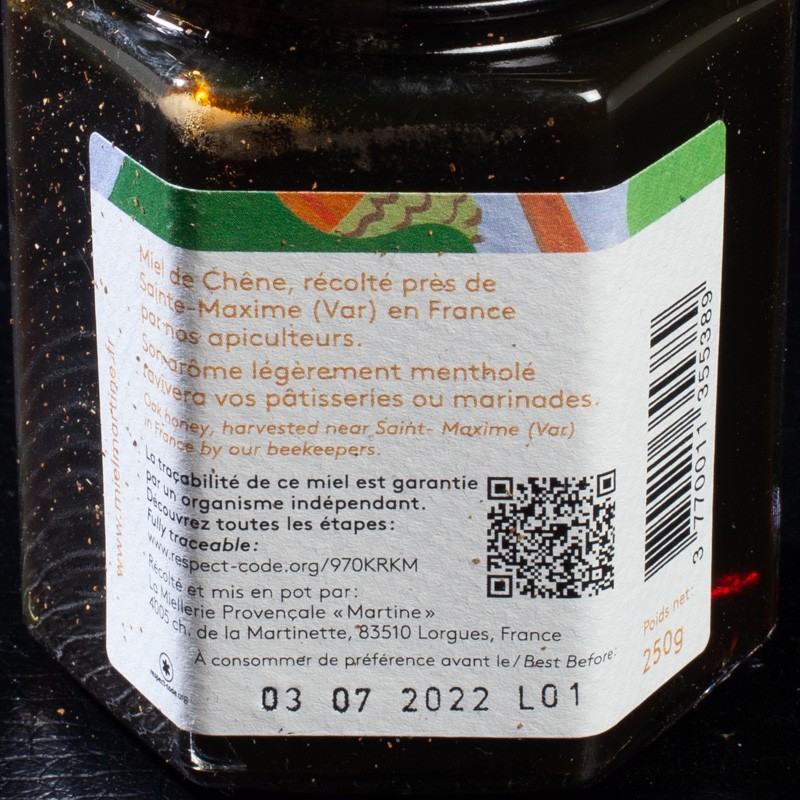 Miel de Chêne, récolté près de
Sainte-Maxime (Var) en France
par nos apiculteurs.
Son arôme légèrement mentholé
ravivera vos pâtisseries ou marinades.
Oak honey, harvested near Saint- Maxime (Var)
in France by our beekeepers.
La traçabilité de ce miel est garantie
par un organisme indépendant.
Découvrez toutes les étapes:
Fully traceable:
www.respect-code.org/970KRKM
Récolté et mis en pot par:
La Miellerie Provençale «Martine»
4005 ch. de la Martinette, 83510 Lorgues, France
À consommer de préférence avant le/Best Before:
03 07 2022 L01
respect-code.org
www.mielmartine.fr
3 770011 355389
Poids net:
250g